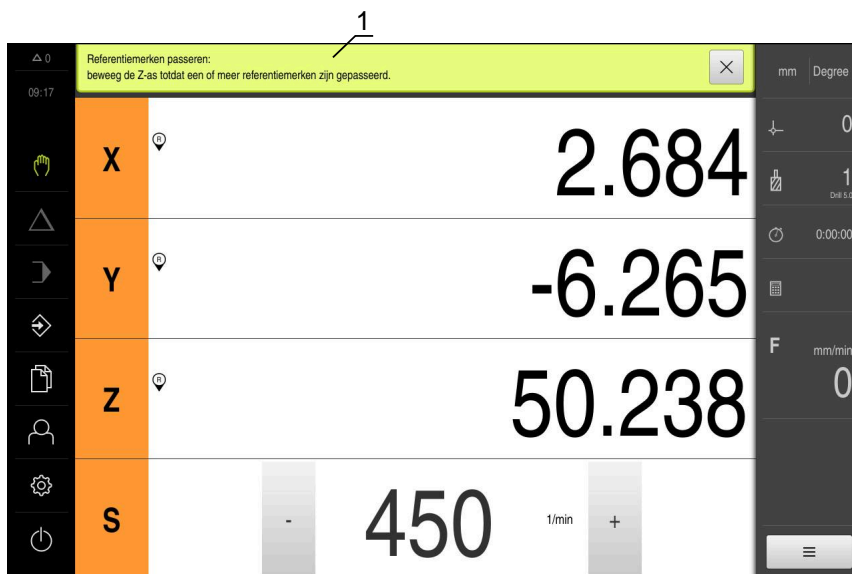 1
0
09:17
Referentiemerken passeren:
beweeg de Z-as totdat een of meer referentiemerken zijn gepasseerd.
mm Degree
X
R
2.684
Y
R
-6.265
Z
R
50.238
S
-
450
1/min
+
0
1
Drill 5.0
0:00:00
F
mm/min
0